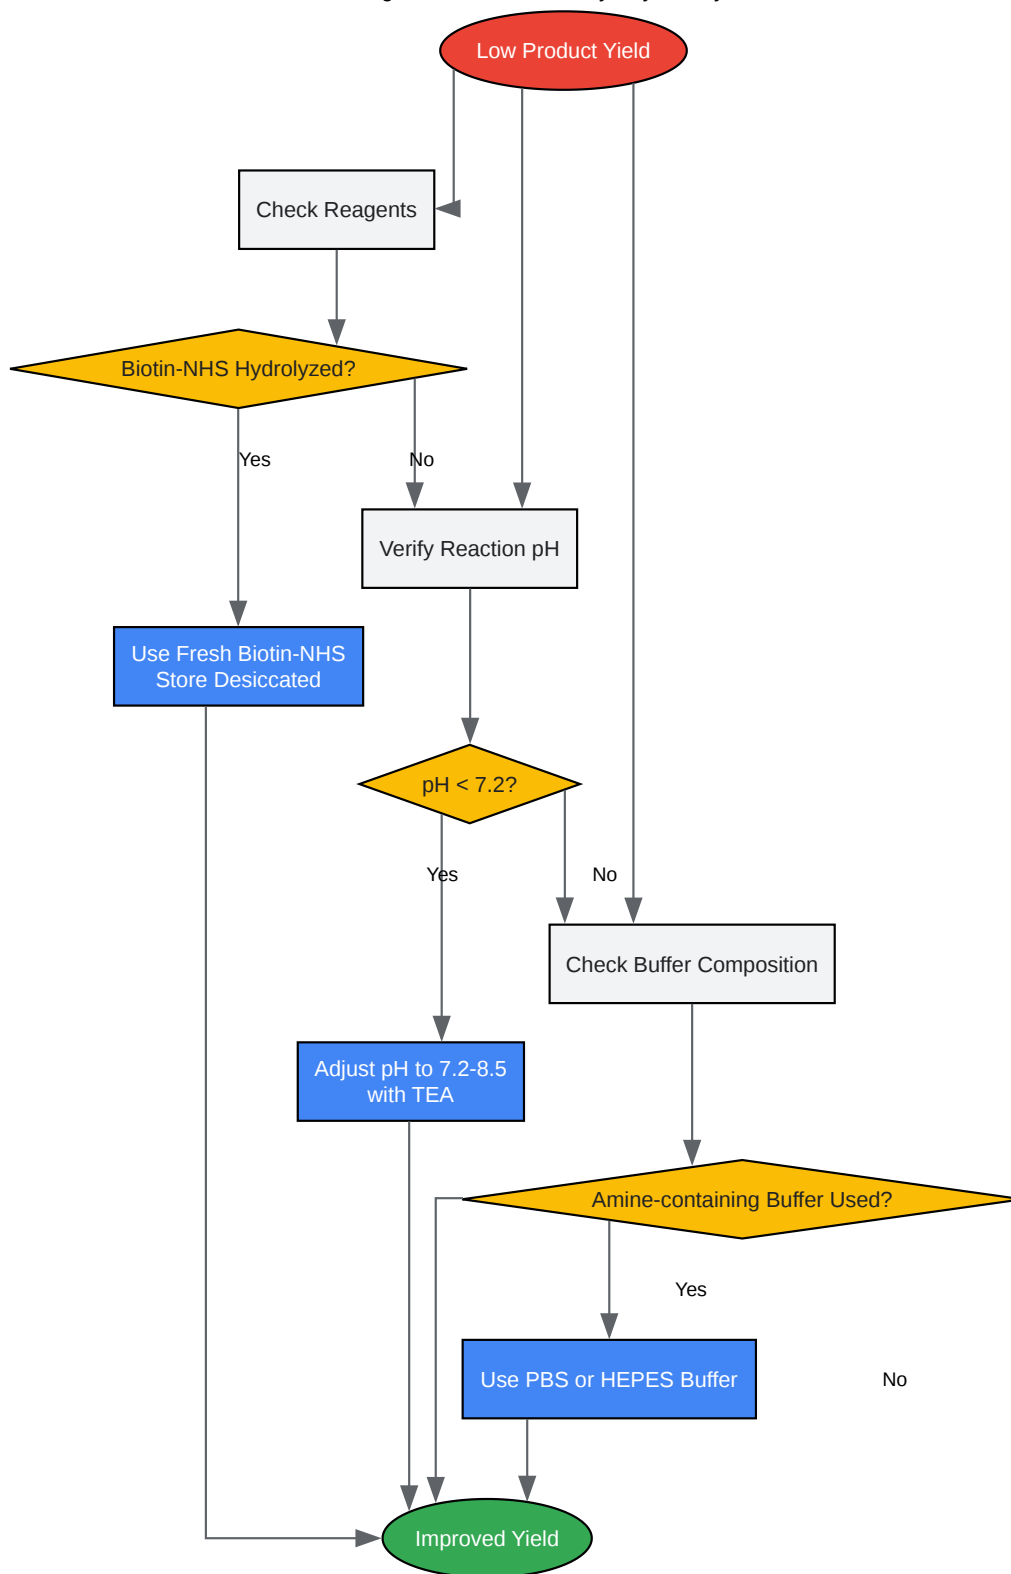 Low Product Yield
Check Reagents
Biotin-NHS Hydrolyzed?
Yes
No
Verify Reaction pH
Use Fresh Biotin-NHS
Store Desiccated
pH < 7.2?
Yes
No
Check Buffer Composition
Adjust pH to 7.2-8.5
with TEA
Amine-containing Buffer Used?
Yes
Use PBS or HEPES Buffer
No
Improved Yield